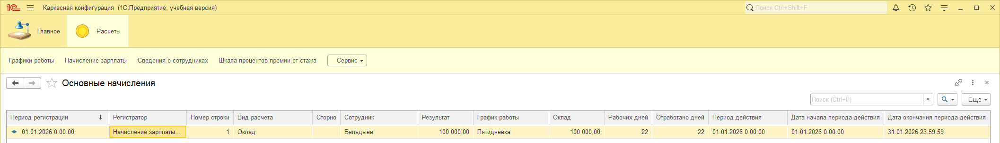 1С Каркасная конфигурация (1С:Предприятие, учебная версия) Поиск Ctrl+Shift+F
Главное Расчеты
Графики работы Начисление зарплаты Сведения о сотрудниках Шкала процентов премии от стажа Сервис
Основные начисления
Поиск (Ctrl+F) × Еще
Период регистрации ↓ Регистратор Номер строки Вид расчета Сторно Сотрудник Результат График работы Оклад Рабочих дней Отработано дней Период действия Дата начала периода действия Дата окончания периода действия
01.01.2026 0:00:00 Начисление зарплаты... 1 Оклад Бельдыев 100 000,00 Пятидневка 100 000,00 22 22 01.01.2026 0:00:00 01.01.2026 0:00:00 31.01.2026 23:59:59